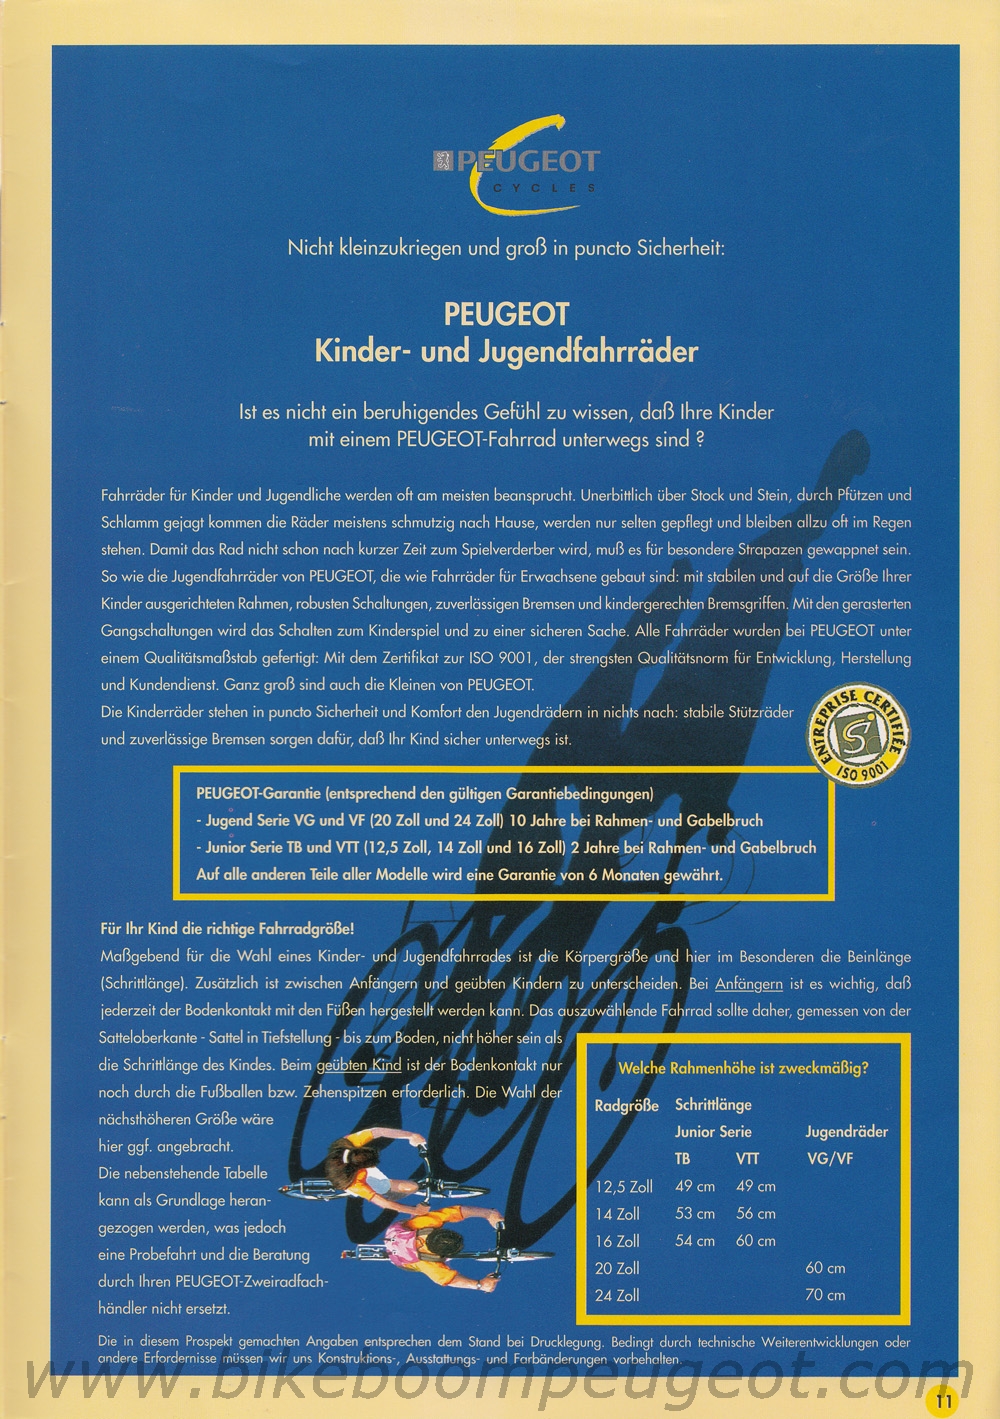 PEUGEOT
CYCLES
Nicht kleinzukriegen und groß in puncto Sicherheit:
PEUGEOT
Kinder- und Jugendfahrräder
Ist es nicht ein beruhigendes Gefühl zu wissen, daß Ihre Kinder
mit einem PEUGEOT-Fahrrad unterwegs sind ?
Fahrräder für Kinder und Jugendliche werden oft am meisten beansprucht. Unerbittlich über Stock und Stein, durch Pfützen und
Schlamm gejagt kommen die Räder meistens schmutzig nach Hause, werden nur selten gepflegt und bleiben allzu oft im Regen
stehen. Damit das Rad nicht schon nach kurzer Zeit zum Spielverderber wird, muß es für besondere Strapazen gewappnet sein.
So wie die Jugendfahrräder von PEUGEOT, die wie Fahrräder für Erwachsene gebaut sind: mit stabilen und auf die Größe Ihrer
Kinder ausgerichteten Rahmen, robusten Schaltungen, zuverlässigen Bremsen und kindergerechten Bremsgriffen. Mit den gerasterten
Gangschaltungen wird das Schalten zum Kinderspiel und zu einer sicheren Sache. Alle Fahrräder wurden bei PEUGEOT unter
einem Qualitätsmaßstab gefertigt: Mit dem Zertifikat zur ISO 9001, der strengsten Qualitätsnorm für Entwicklung, Herstellung
und Kundendienst. Ganz groß sind auch die Kleinen von PEUGEOT.
Die Kinderräder stehen in puncto Sicherheit und Komfort den Jugendrädern in nichts nach: stabile Stützräder
und zuverlässige Bremsen sorgen dafür, daß Ihr Kind sicher unterwegs ist.
ENTREPRISE CERTIFIÉE
ISO 9001
PEUGEOT-Garantie (entsprechend den gültigen Garantiebedingungen)
- Jugend Serie VG und VF (20 Zoll und 24 Zoll) 10 Jahre bei Rahmen- und Gabelbruch
- Junior Serie TB und VTT (12,5 Zoll, 14 Zoll und 16 Zoll) 2 Jahre bei Rahmen- und Gabelbruch
Auf alle anderen Teile aller Modelle wird eine Garantie von 6 Monaten gewährt.
Für Ihr Kind die richtige Fahrradgröße!
Maßgebend für die Wahl eines Kinder- und Jugendfahrrades ist die Körpergröße und hier im Besonderen die Beinlänge
(Schrittlänge). Zusätzlich ist zwischen Anfängern und geübten Kindern zu unterscheiden. Bei Anfängern ist es wichtig, daß
jederzeit der Bodenkontakt mit den Füßen hergestellt werden kann. Das auszuwählende Fahrrad sollte daher, gemessen von der
Satteloberkante - Sattel in Tiefstellung - bis zum Boden, nicht höher sein als
die Schrittlänge des Kindes. Beim geübten Kind ist der Bodenkontakt nur
noch durch die Fußballen bzw. Zehenspitzen erforderlich. Die Wahl der
nächsthöheren Größe wäre
hier ggf. angebracht.
Die nebenstehende Tabelle
kann als Grundlage heran-
gezogen werden, was jedoch
eine Probefahrt und die Beratung
durch Ihren PEUGEOT-Zweiradfach-
händler nicht ersetzt.
Welche Rahmenhöhe ist zweckmäßig?
Radgröße Schrittlänge
Junior Serie Jugendräder
TB VTT VG/VF
12,5 Zoll 49 cm 49 cm
14 Zoll 53 cm 56 cm
16 Zoll 54 cm 60 cm
20 Zoll 60 cm
24 Zoll 70 cm
Die in diesem Prospekt gemachten Angaben entsprechen dem Stand bei Drucklegung. Bedingt durch technische Weiterentwicklungen oder
andere Erfordernisse müssen wir uns Konstruktions-, Ausstattungs- und Farbänderungen vorbehalten.
www.bikeboompeugeot.com
11